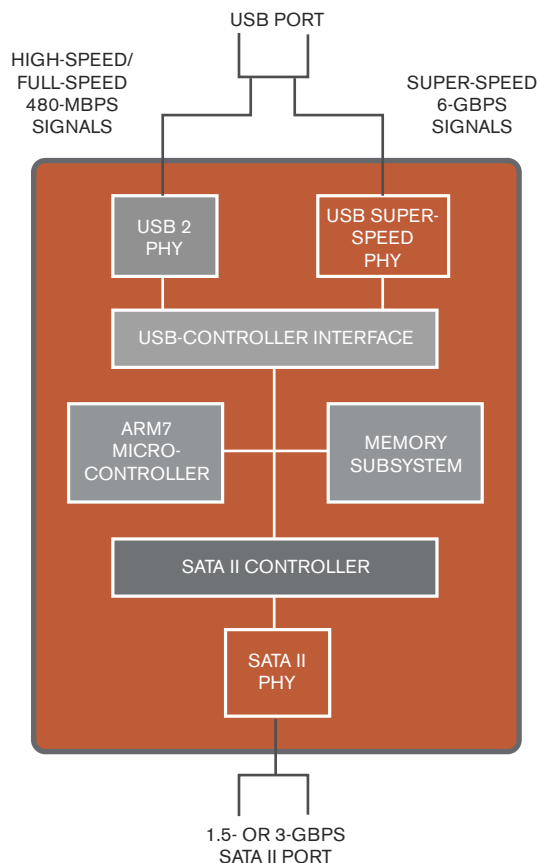 USB PORT
HIGH-SPEED/
FULL-SPEED
480-MBPS
SIGNALS
SUPER-SPEED
6-GBPS
SIGNALS
USB 2
PHY
USB SUPER-
SPEED
PHY
USB-CONTROLLER INTERFACE
ARM7
MICRO-
CONTROLLER
MEMORY
SUBSYSTEM
SATA II CONTROLLER
SATA II
PHY
1.5- OR 3-GBPS
SATA II PORT